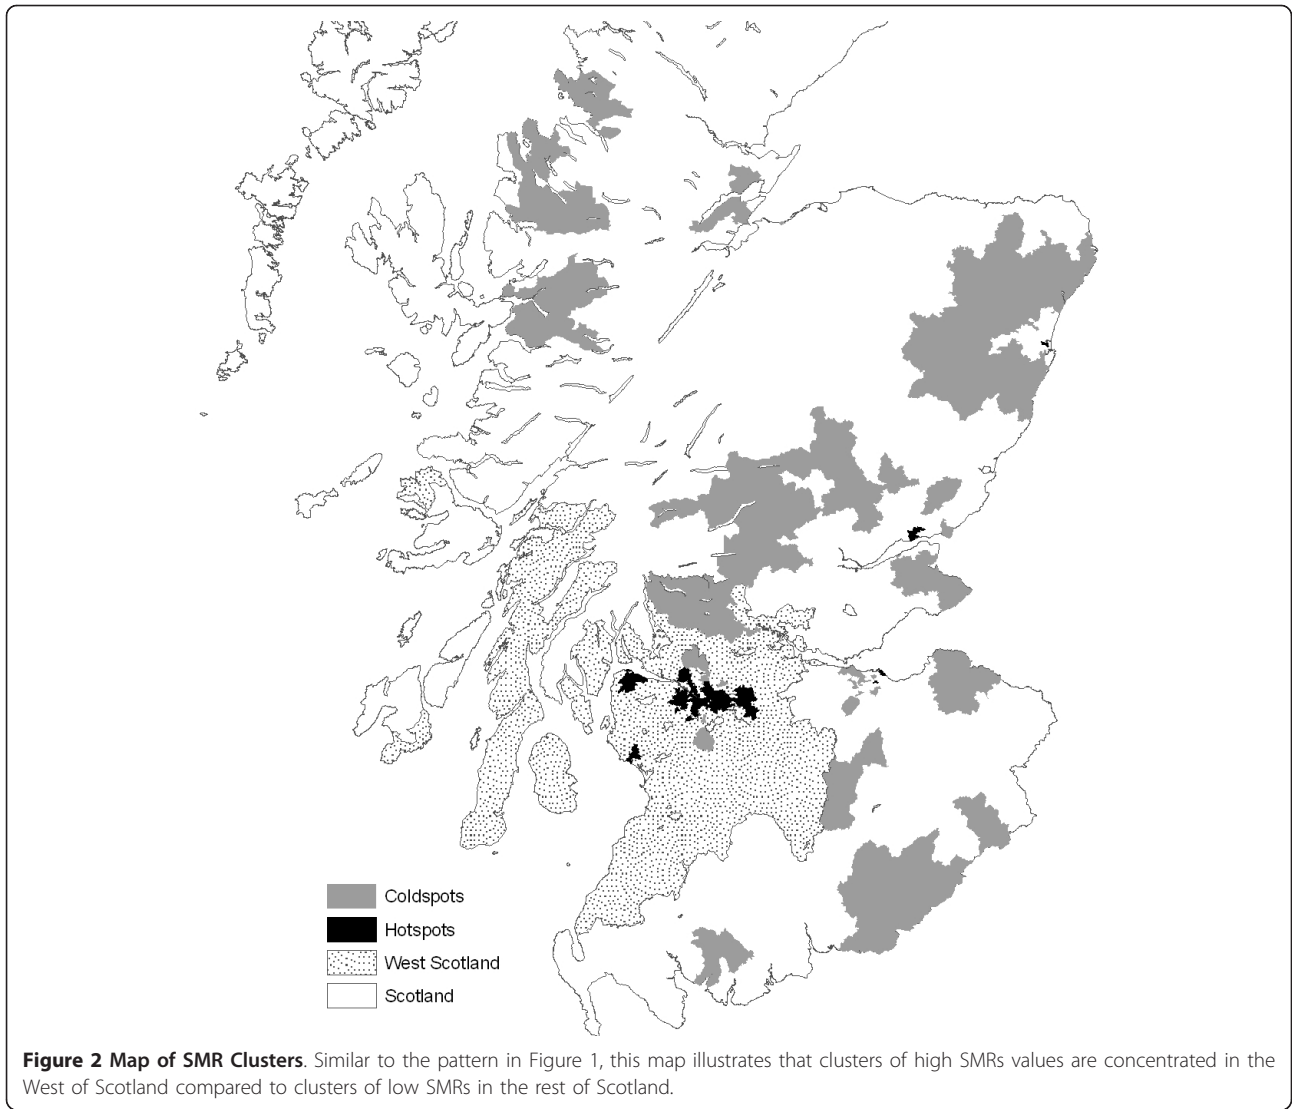 Coldspots
Hotspots
West Scotland
Scotland
Figure 2 Map of SMR Clusters. Similar to the pattern in Figure 1, this map illustrates that clusters of high SMRs values are concentrated in the
West of Scotland compared to clusters of low SMRs in the rest of Scotland.